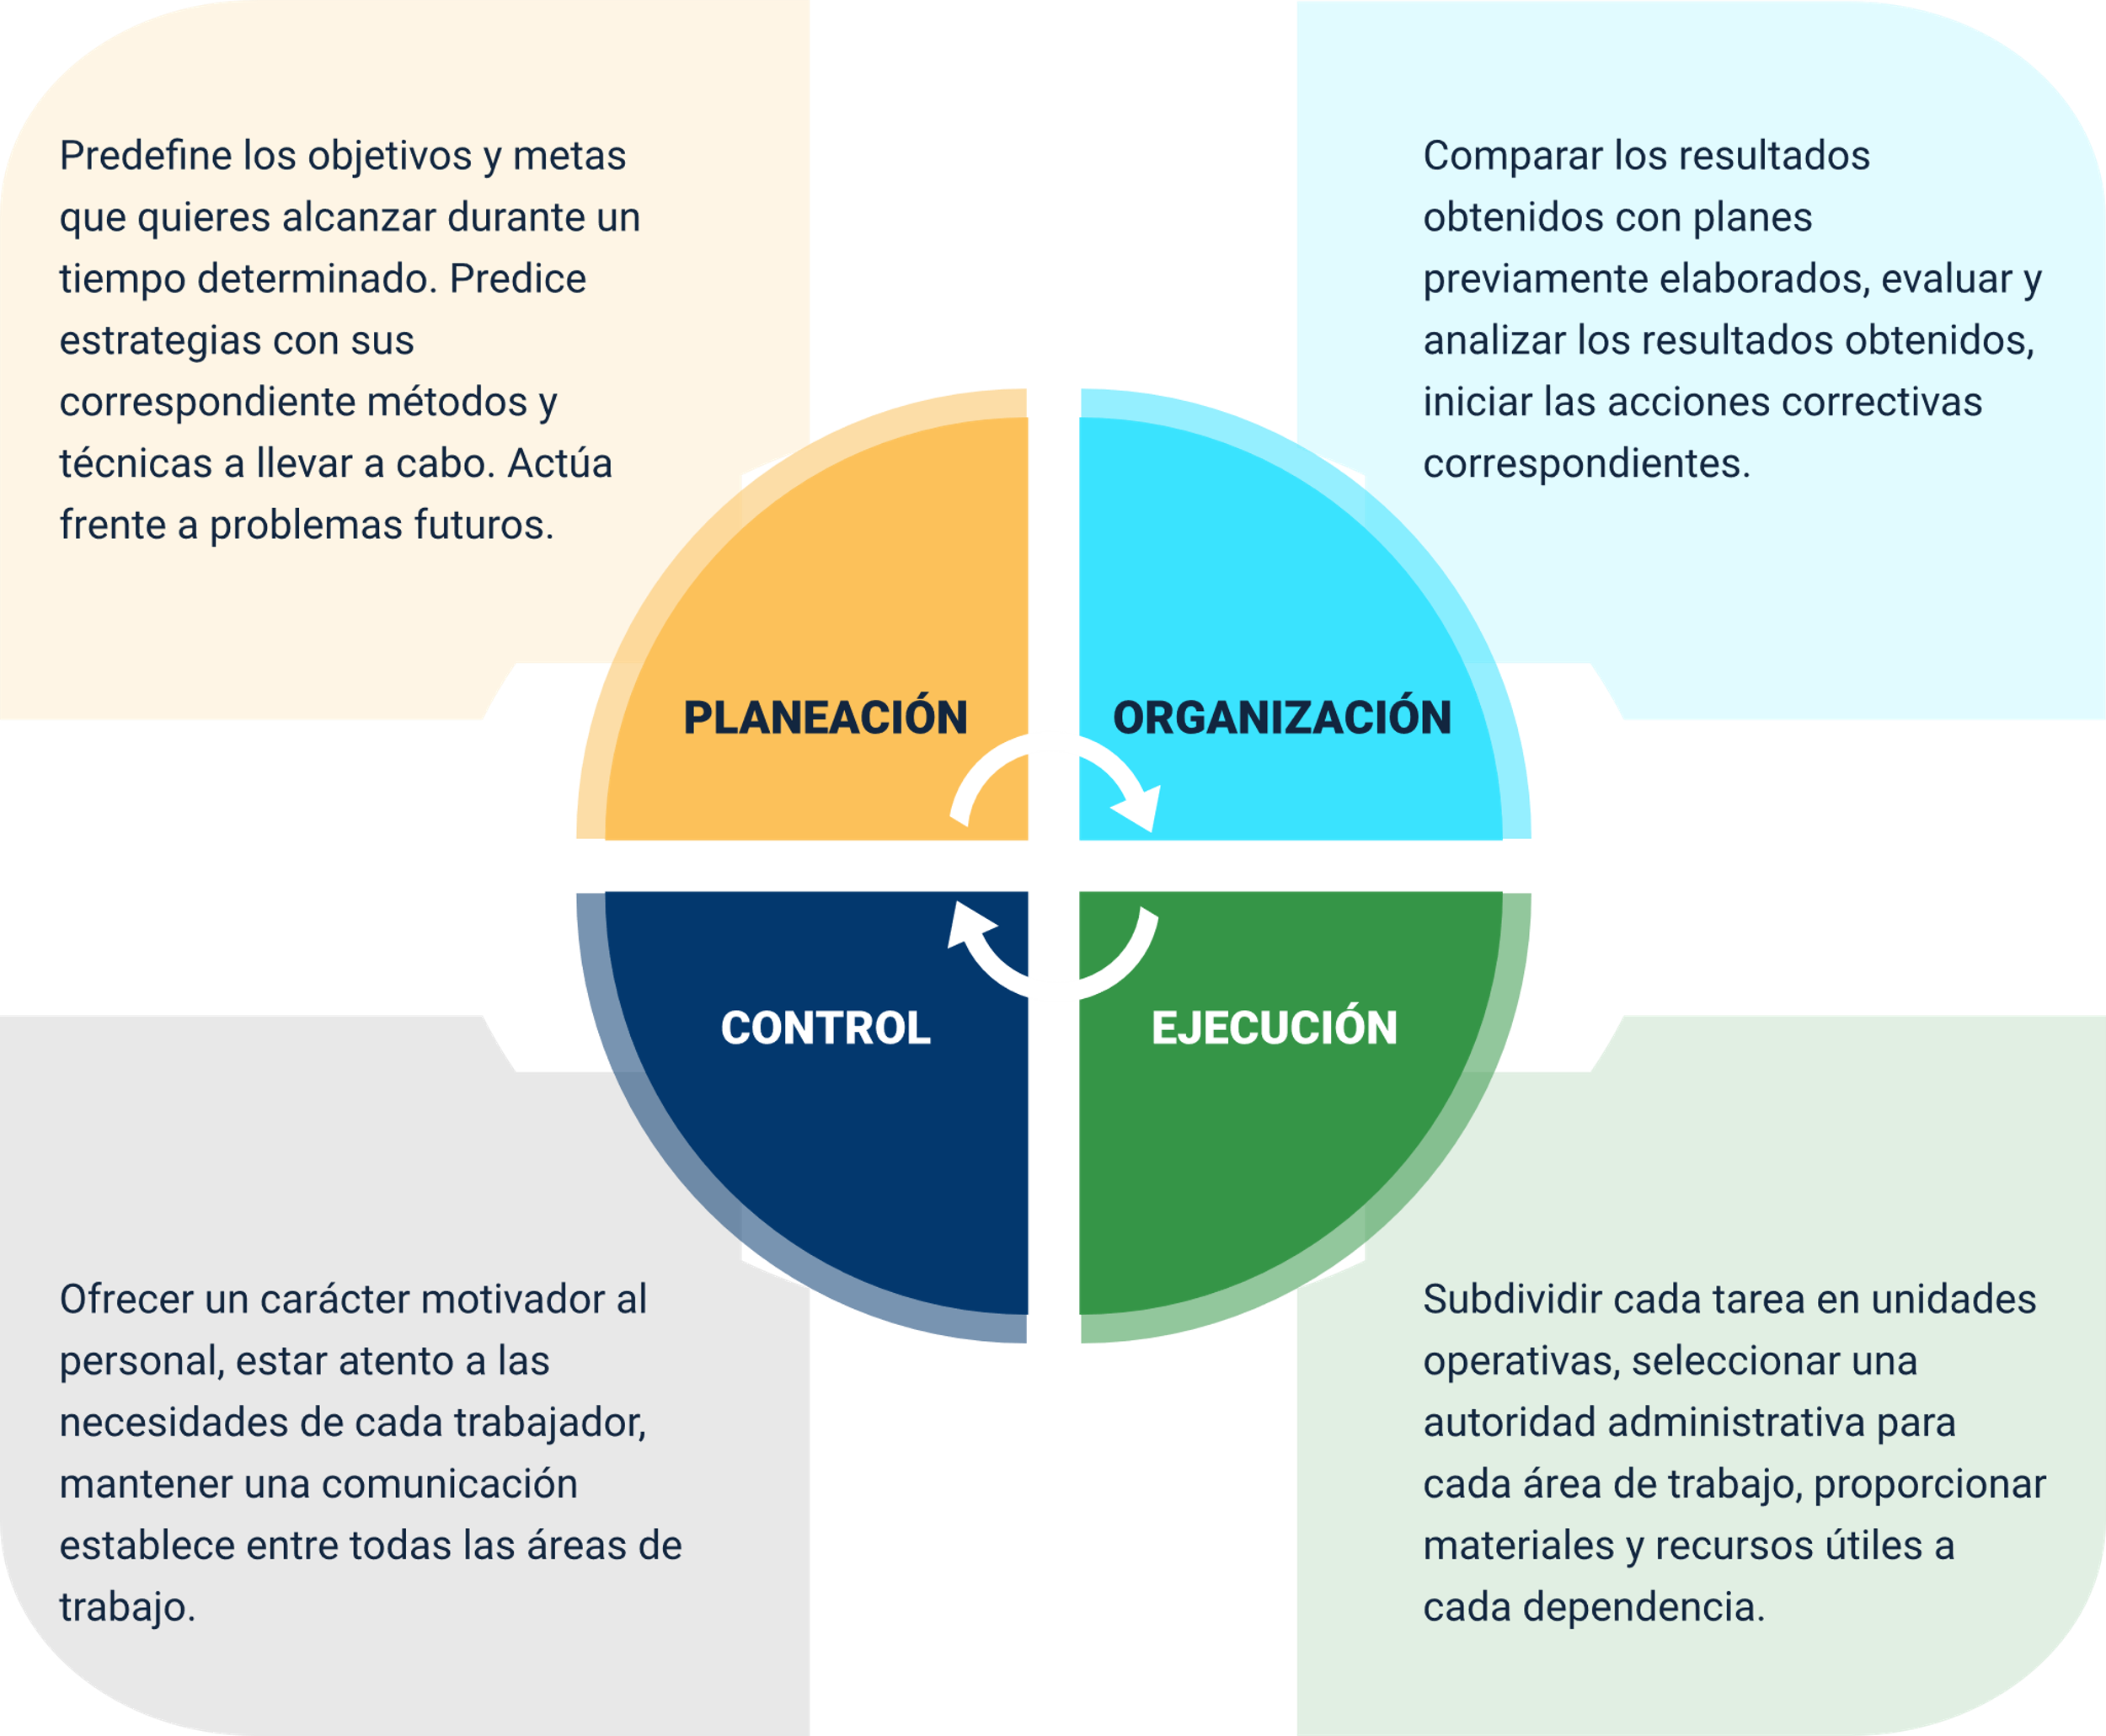 Predefine los objetivos y metas
que quieres alcanzar durante un
tiempo determinado. Predice
estrategias con sus
correspondiente métodos y
técnicas a llevar a cabo. Actúa
frente a problemas futuros.
Comparar los resultados
obtenidos con planes
previamente elaborados, evaluar y
analizar los resultados obtenidos,
iniciar las acciones correctivas
correspondientes.
PLANEACIÓN
ORGANIZACIÓN
CONTROL
EJECUCIÓN
Ofrecer un carácter motivador al
personal, estar atento a las
necesidades de cada trabajador,
mantener una comunicación
establece entre todas las áreas de
trabajo.
Subdividir cada tarea en unidades
operativas, seleccionar una
autoridad administrativa para
cada área de trabajo, proporcionar
materiales y recursos útiles a
cada dependencia.